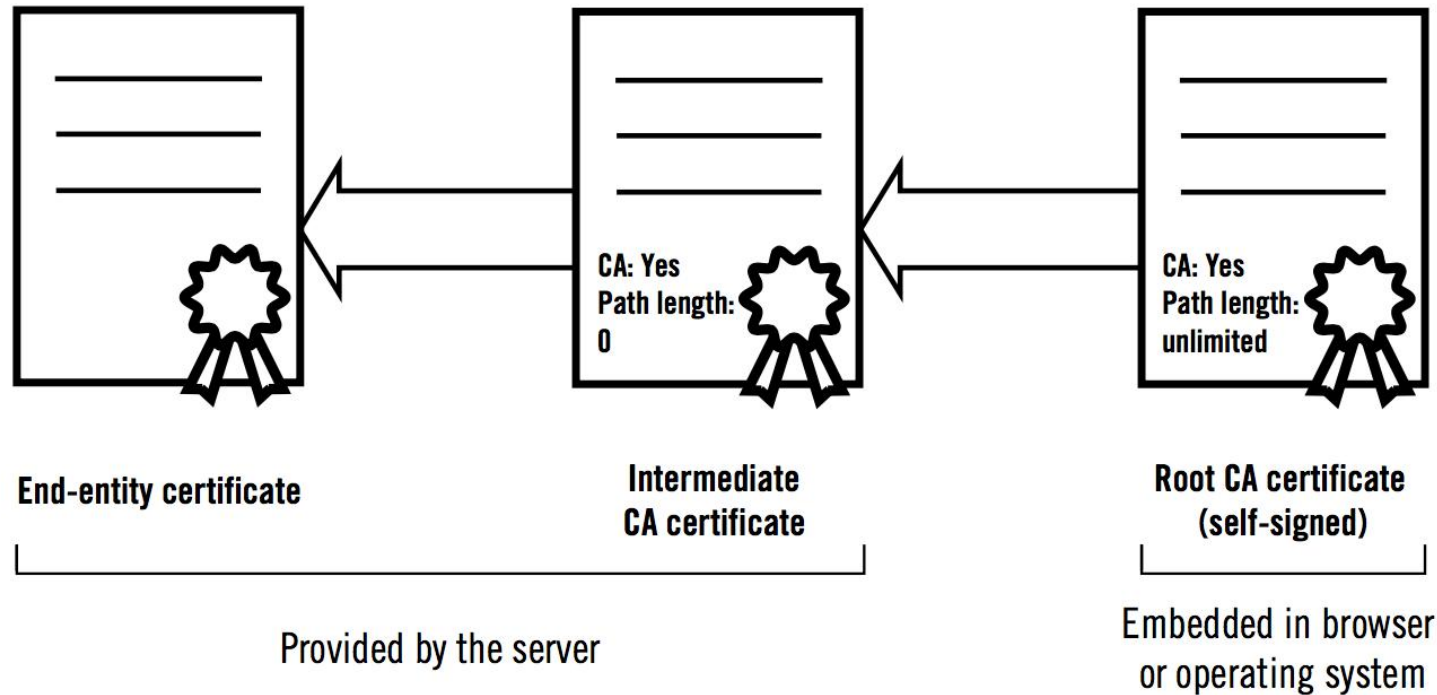 CA: Yes
Path length:
0
CA: Yes
Path length:
unlimited
End-entity certificate
Intermediate
CA certificate
Root CA certificate
(self-signed)
Provided by the server
Embedded in browser
or operating system